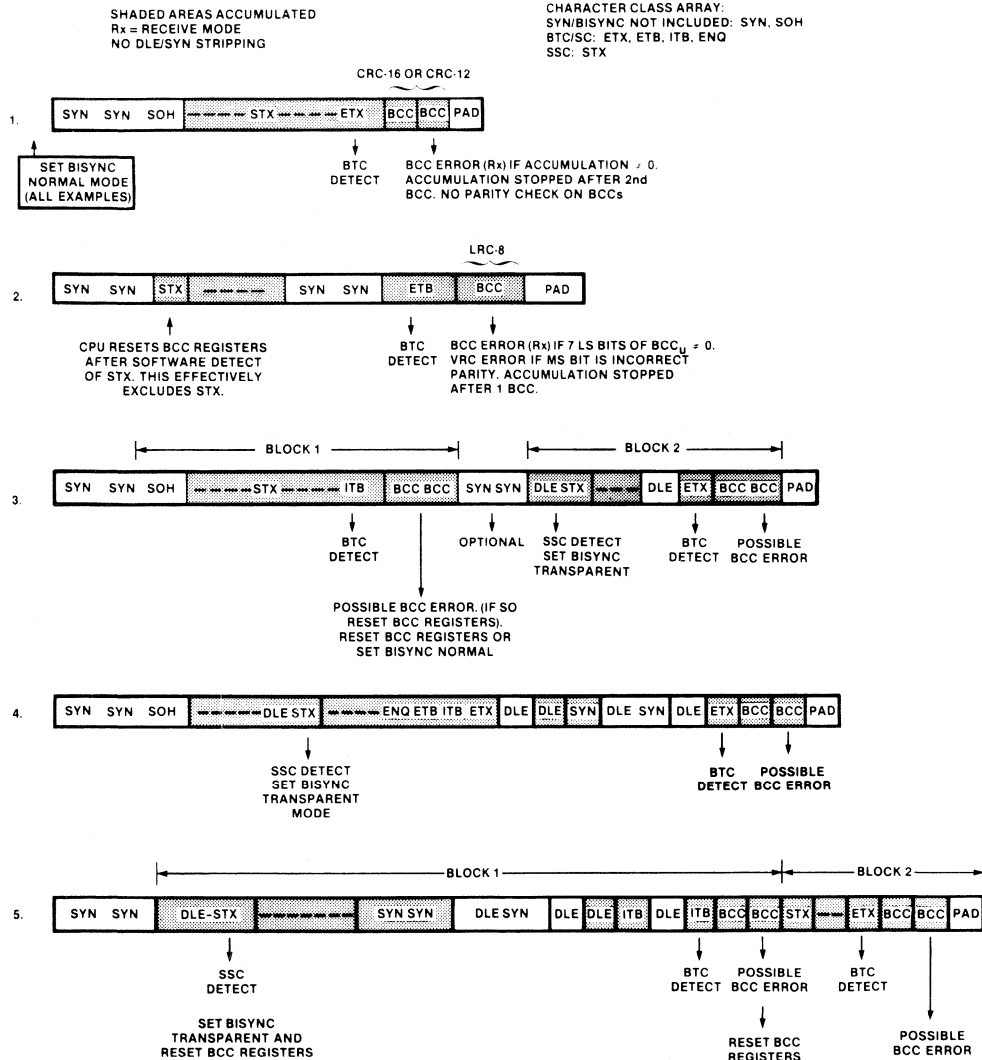 SHADED AREAS ACCUMULATED
Rx = RECEIVE MODE
NO DLE/SYN STRIPPING
CHARACTER CLASS ARRAY:
SYN/BISYNC NOT INCLUDED: SYN, SOH
BTC/SC: ETX, ETB, ITB, ENQ
SSC: STX
CRC-16 OR CRC-12
1. SYN SYN SOH ---- STX ---- ETX BCC BCC PAD
SET BISYNC
NORMAL MODE
(ALL EXAMPLES)
BTC
DETECT
BCC ERROR (Rx) IF ACCUMULATION ≠ 0.
ACCUMULATION STOPPED AFTER 2nd
BCC. NO PARITY CHECK ON BCCs
LRC-8
2. SYN SYN STX ---- SYN SYN ETB BCC PAD
CPU RESETS BCC REGISTERS
AFTER SOFTWARE DETECT
OF STX. THIS EFFECTIVELY
EXCLUDES STX.
BTC
DETECT
BCC ERROR (Rx) IF 7 LS BITS OF BCCu ≠ 0.
VRC ERROR IF MS BIT IS INCORRECT
PARITY. ACCUMULATION STOPPED
AFTER 1 BCC.
BLOCK 1 BLOCK 2
3. SYN SYN SOH -----STX----- ITB BCC BCC SYN SYN DLE STX --- DLE ETX BCC BCC PAD
BTC
DETECT
OPTIONAL
SSC DETECT
SET BISYNC
TRANSPARENT
BTC
DETECT
POSSIBLE
BCC ERROR
POSSIBLE BCC ERROR. (IF SO
RESET BCC REGISTERS).
RESET BCC REGISTERS OR
SET BISYNC NORMAL
4. SYN SYN SOH -----DLE STX ----ENQ ETB ITB ETX DLE DLE SYN DLE SYN DLE ETX BCC BCC PAD
SSC DETECT
SET BISYNC
TRANSPARENT
MODE
BTC
DETECT
POSSIBLE
BCC ERROR
BLOCK 1 BLOCK 2
5. SYN SYN DLE-STX ------- SYN SYN DLE SYN DLE DLE ITB DLE ITB BCC BCC STX -- ETX BCC BCC PAD
SSC
DETECT
SET BISYNC
TRANSPARENT AND
RESET BCC REGISTERS
BTC
DETECT
POSSIBLE
BCC ERROR
RESET BCC
REGISTERS
BTC
DETECT
POSSIBLE
BCC ERROR